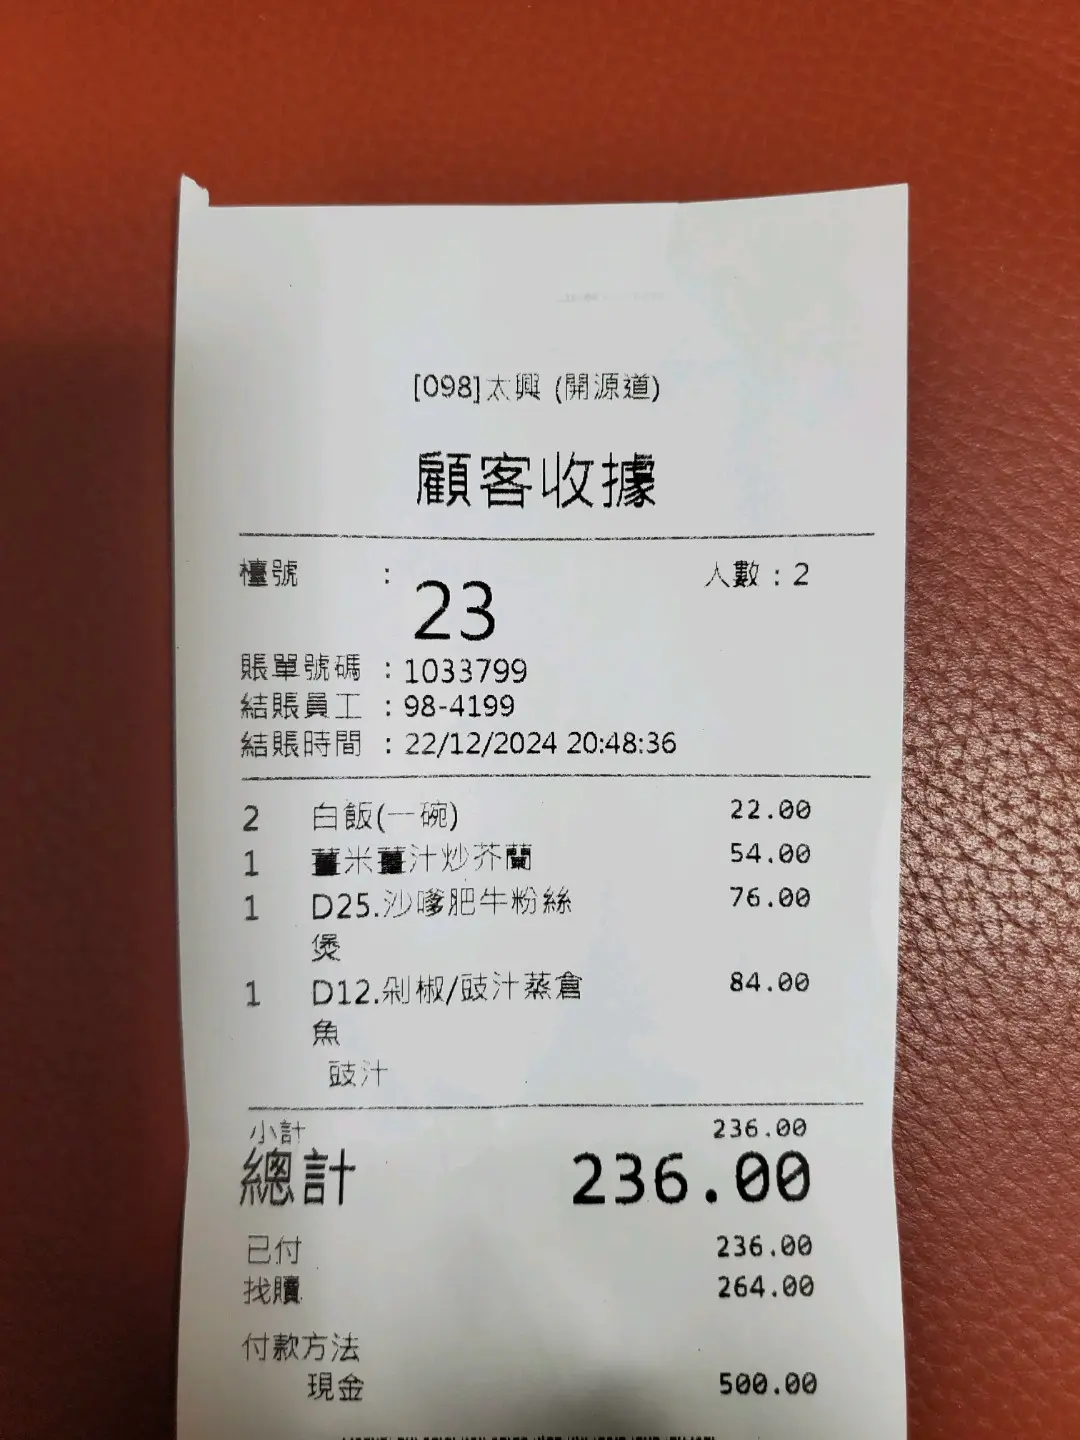 [098]太興 (開源道)
顧客收據
檯號 : 23 人數 : 2
賬單號碼 : 1033799
結賬員工 : 98-4199
結賬時間 : 22/12/2024 20:48:36
2 白飯(一碗) 22.00
1 薑米薑汁炒芥蘭 54.00
1 D25.沙嗲肥牛粉絲 76.00
煲
1 D12.剁椒/豉汁蒸倉 84.00
魚
豉汁
小計 236.00
總計 236.00
已付 236.00
找贖 264.00
付款方法
現金 500.00